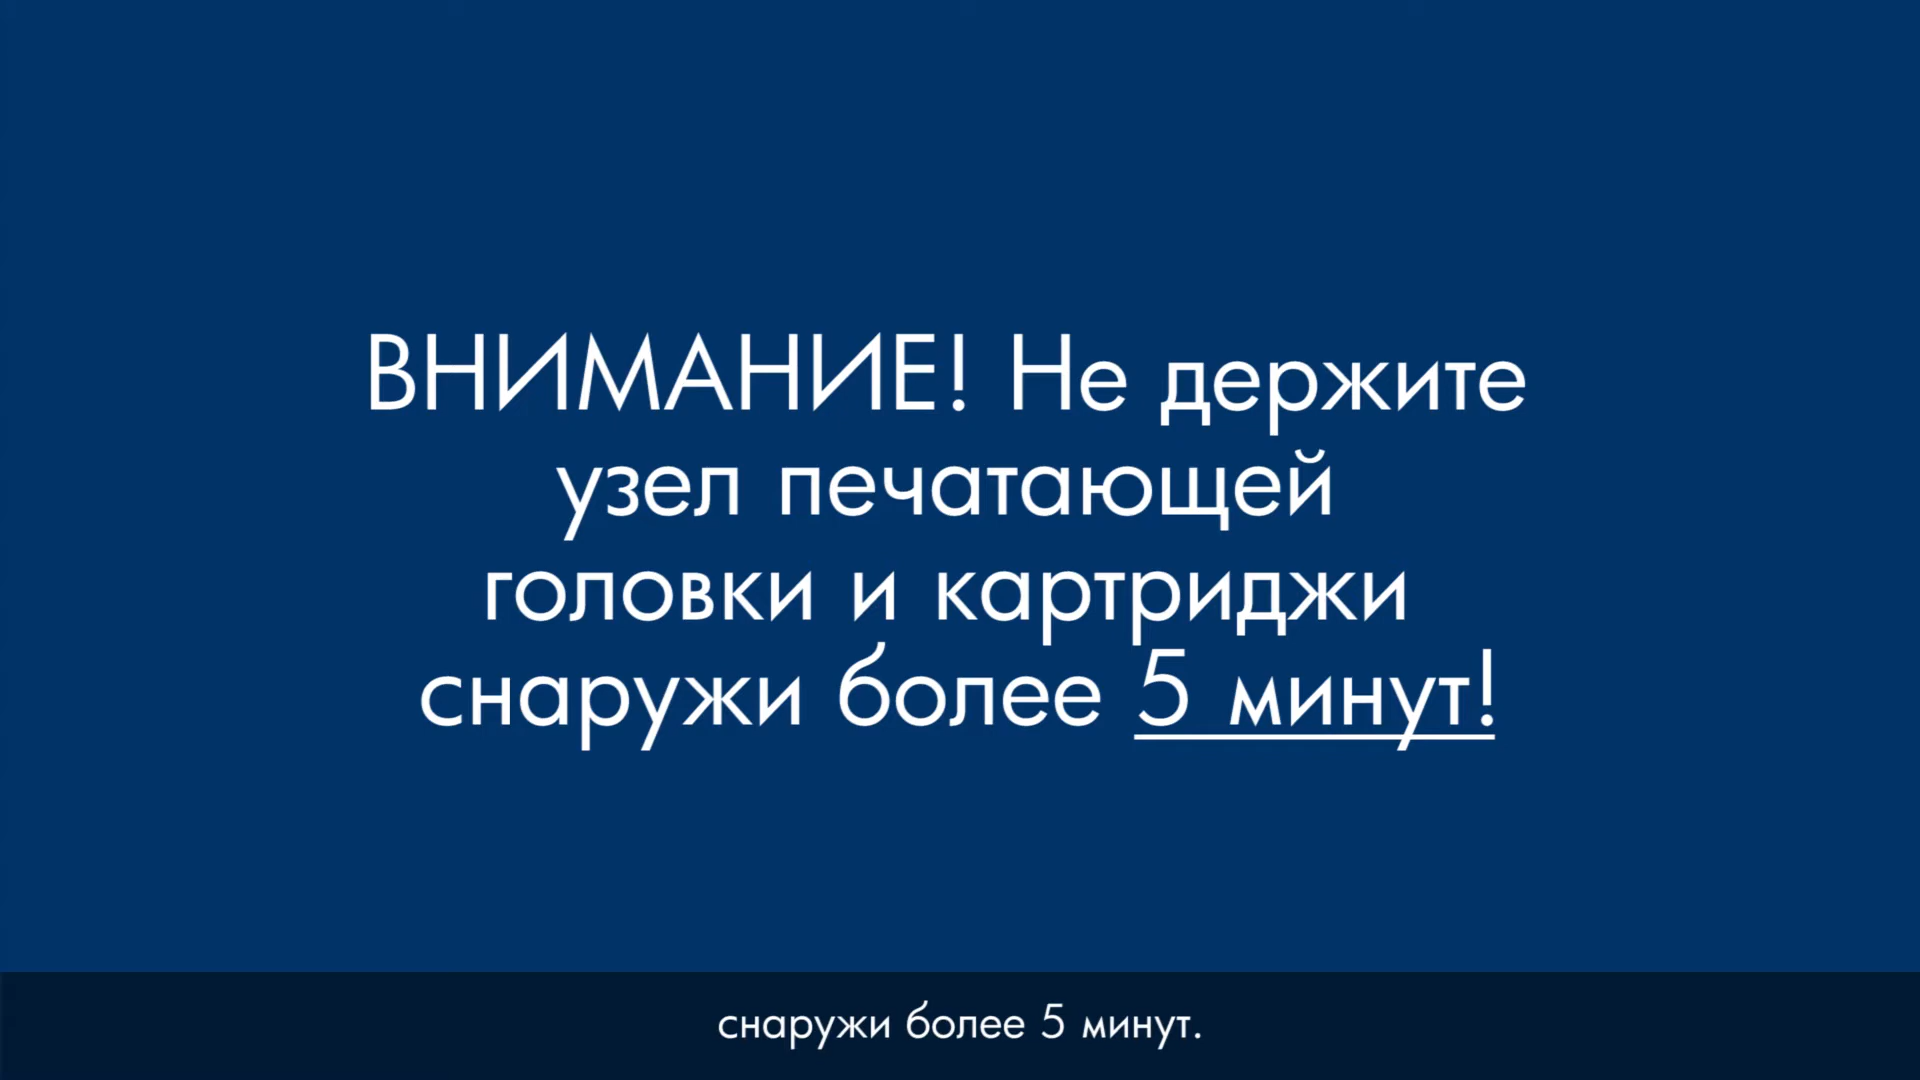 ВНИМАНИЕ! Не держите
узел печатающей
головки и картриджи
снаружи более 5 минут!
снаружи более 5 минут.